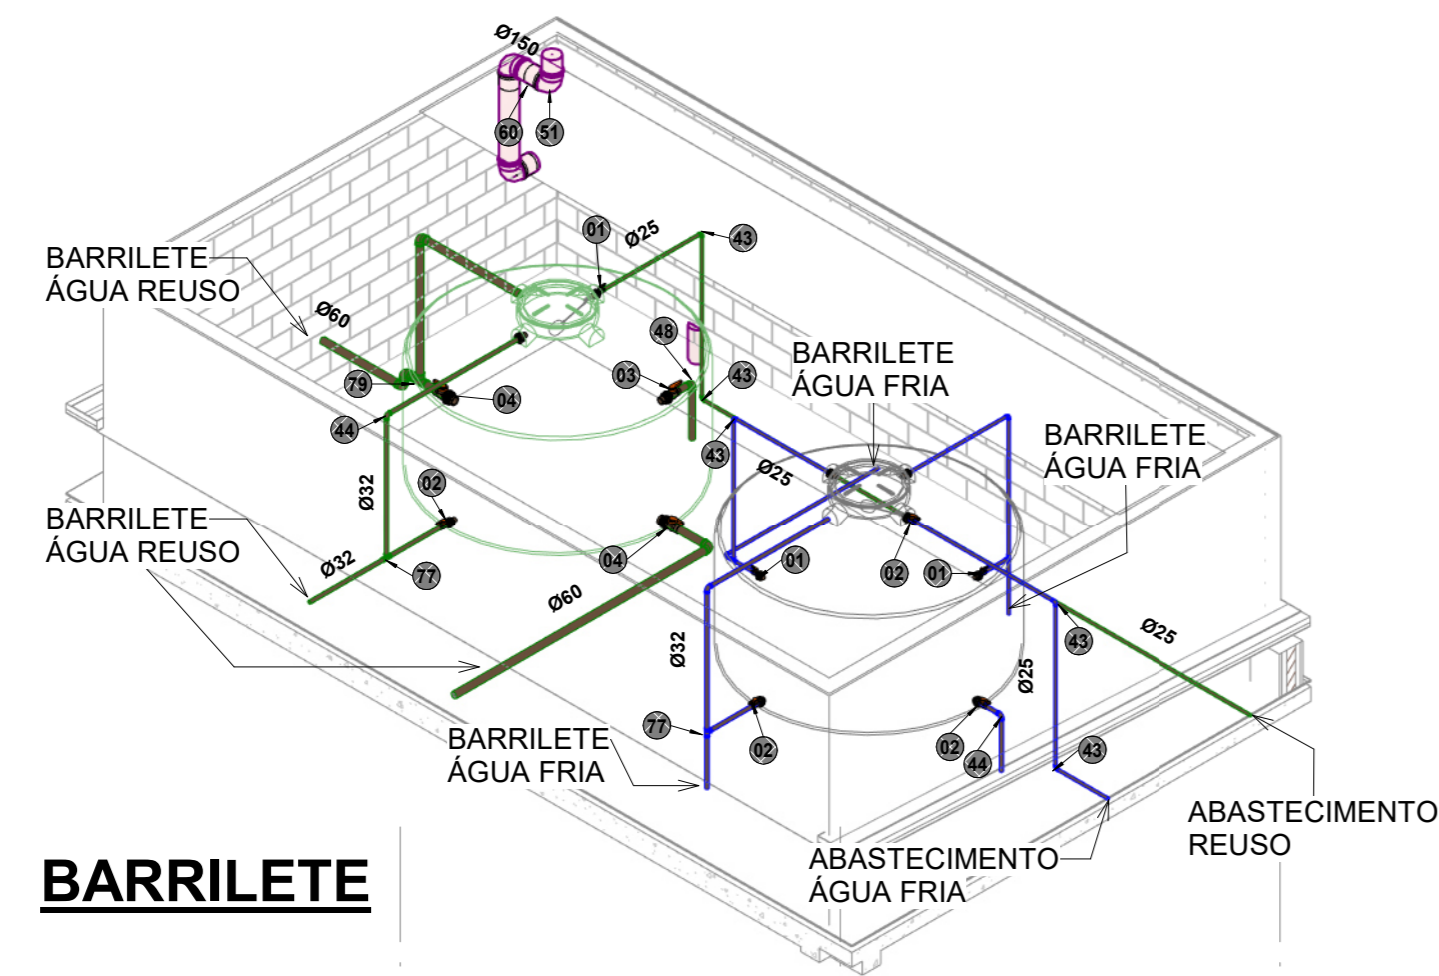 Ø150
60
51
01
Ø25
43
BARRILETE
ÁGUA REUSO
Ø60
48
79
04
03
43
BARRILETE
ÁGUA FRIA
44
43
BARRILETE
ÁGUA FRIA
Ø25
02
Ø32
BARRILETE
ÁGUA REUSO
04
01
02
01
Ø32
77
Ø60
43
Ø25
Ø32
Ø25
77
02
02
44
43
BARRILETE
ÁGUA FRIA
ABASTECIMENTO
REUSO
ABASTECIMENTO
ÁGUA FRIA
BARRILETE